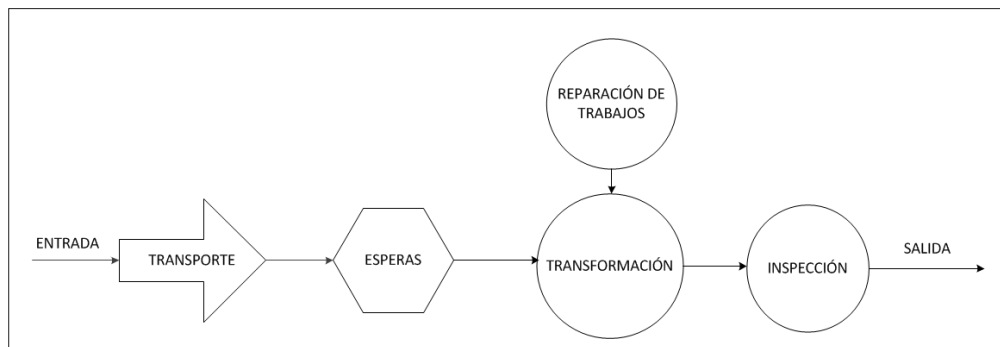 REPARACIÓN DE
TRABAJOS
ENTRADA
TRANSPORTE
ESPERAS
TRANSFORMACIÓN
INSPECCIÓN
SALIDA